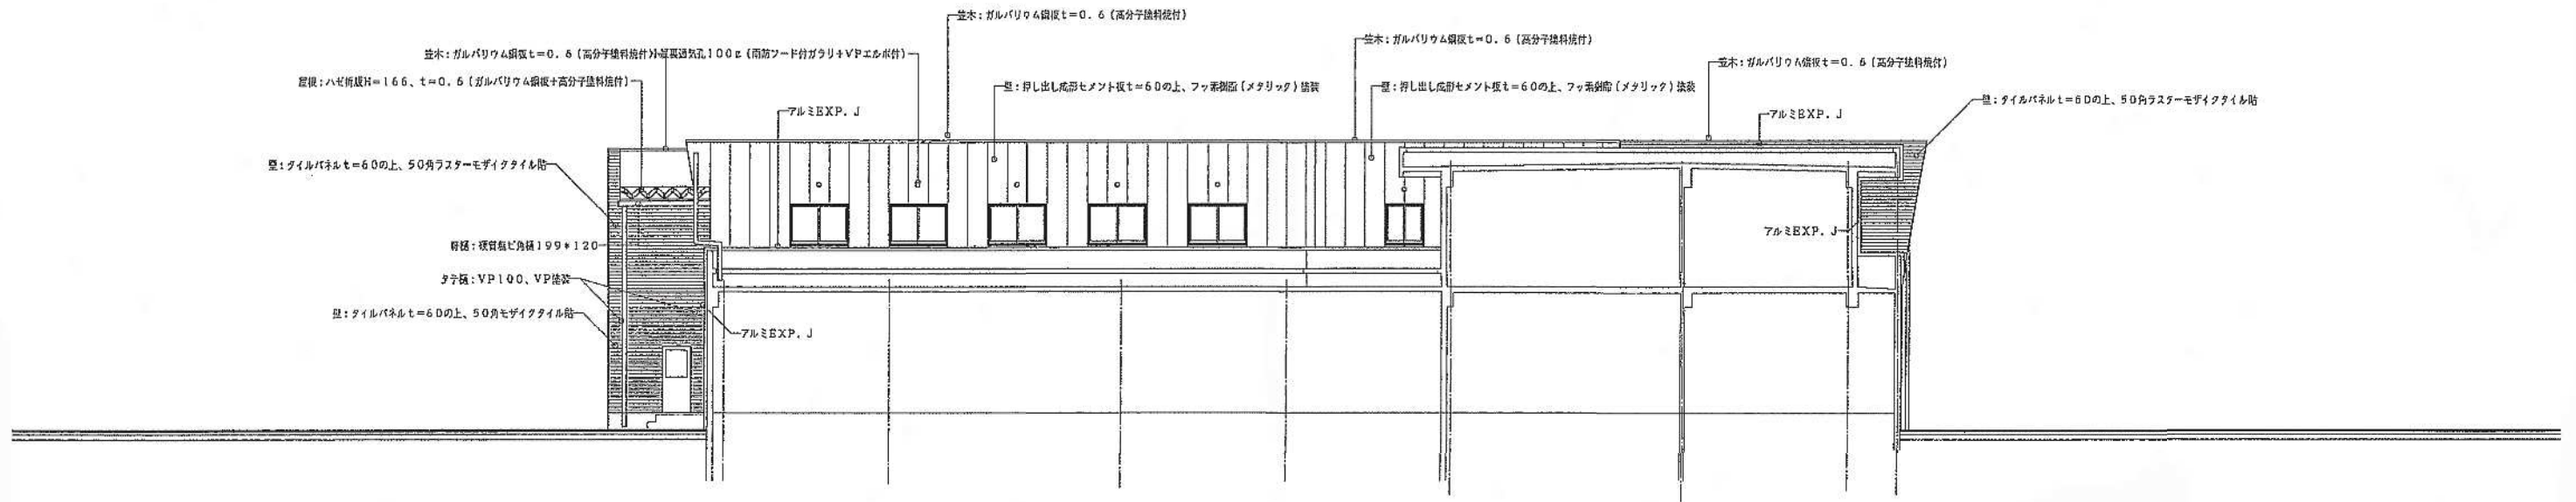 笠木：ガルバリウム鋼板t=0．6（高分子塗料焼付）
笠木：ガルバリウム鋼板t=0．6（高分子塗料焼付）
笠木：ガルバリウム鋼板t=0．6（高分子塗料焼付）小屋裏通気孔100φ（雨防フード付ガラリ+VPエルボ付）
笠木：ガルバリウム鋼板t=0．6（高分子塗料焼付）
屋根：ハゼ折板H=166、t=0．6（ガルバリウム鋼板+高分子塗料焼付）
壁：押し出し成形セメント板t=60の上、フッ素樹脂（メタリック）塗装
壁：押し出し成形セメント板t=60の上、フッ素樹脂（メタリック）塗装
壁：タイルパネルt=60の上、50角ラスターモザイクタイル貼
アルミEXP．J
アルミEXP．J
壁：タイルパネルt=60の上、50角ラスターモザイクタイル貼
アルミEXP．J
軒樋：硬質塩ビ角樋199*120
タテ樋：VP100、VP塗装
壁：タイルパネルt=60の上、50角モザイクタイル貼
アルミEXP．J